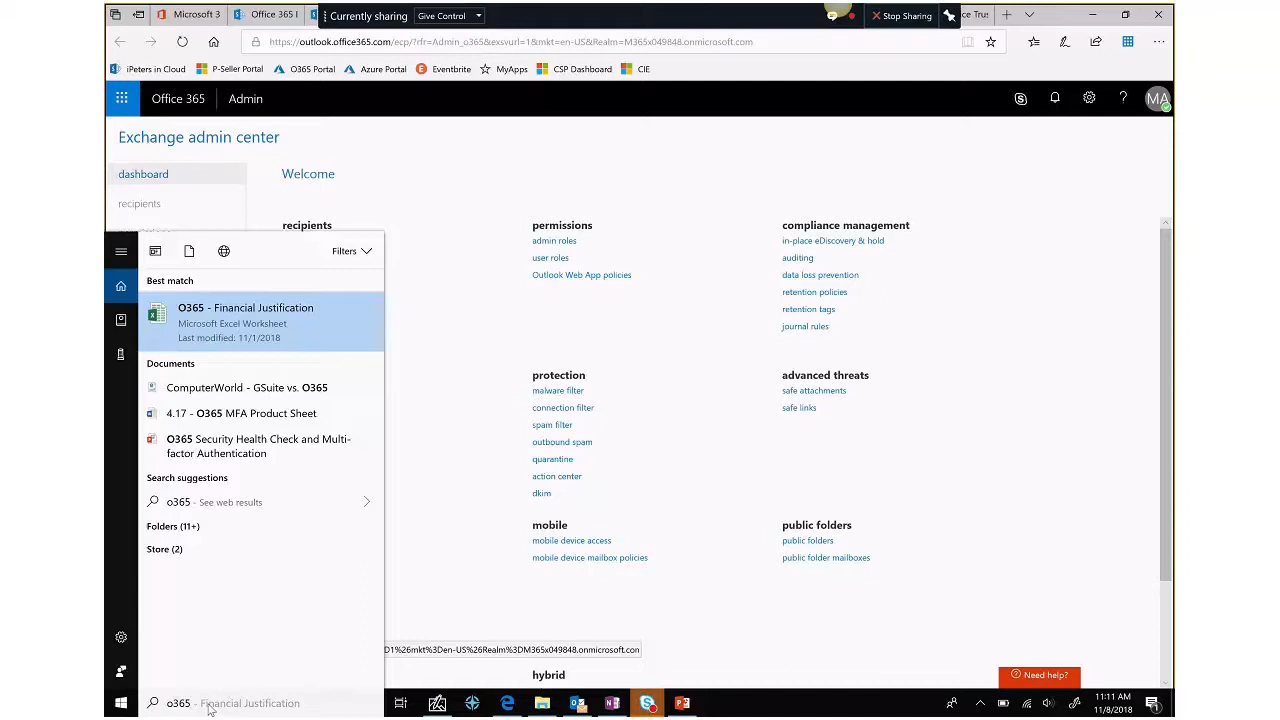 Microsoft 3
Office 365 I
Currently sharing
Give Control
Stop Sharing
ce Trus
https://outlook.office365.com/ecp/?rfr=Admin_o365&exsvurl=1&mkt=en-US&Realm=M365x049848.onmicrosoft.com
iPeters in Cloud
P-Seller Portal
O365 Portal
Azure Portal
Eventbrite
MyApps
CSP Dashboard
CIE
Office 365
Admin
?
MA
Exchange admin center
dashboard
Welcome
recipients
recipients
permissions
admin roles
user roles
Outlook Web App policies
compliance management
in-place eDiscovery & hold
auditing
data loss prevention
retention policies
retention tags
journal rules
Filters
Best match
O365 - Financial Justification
Microsoft Excel Worksheet
Last modified: 11/1/2018
Documents
ComputerWorld - GSuite vs. O365
4.17 - O365 MFA Product Sheet
O365 Security Health Check and Multi-
factor Authentication
Search suggestions
o365 - See web results
Folders (11+)
Store (2)
protection
malware filter
connection filter
spam filter
outbound spam
quarantine
action center
dkim
advanced threats
safe attachments
safe links
mobile
mobile device access
mobile device mailbox policies
public folders
public folders
public folder mailboxes
D1%26mkt%3Den-US%26Realm%3DM365x049848.onmicrosoft.con
hybrid
Need help?
o365 - Financial Justification
11:11 AM
11/8/2018
1